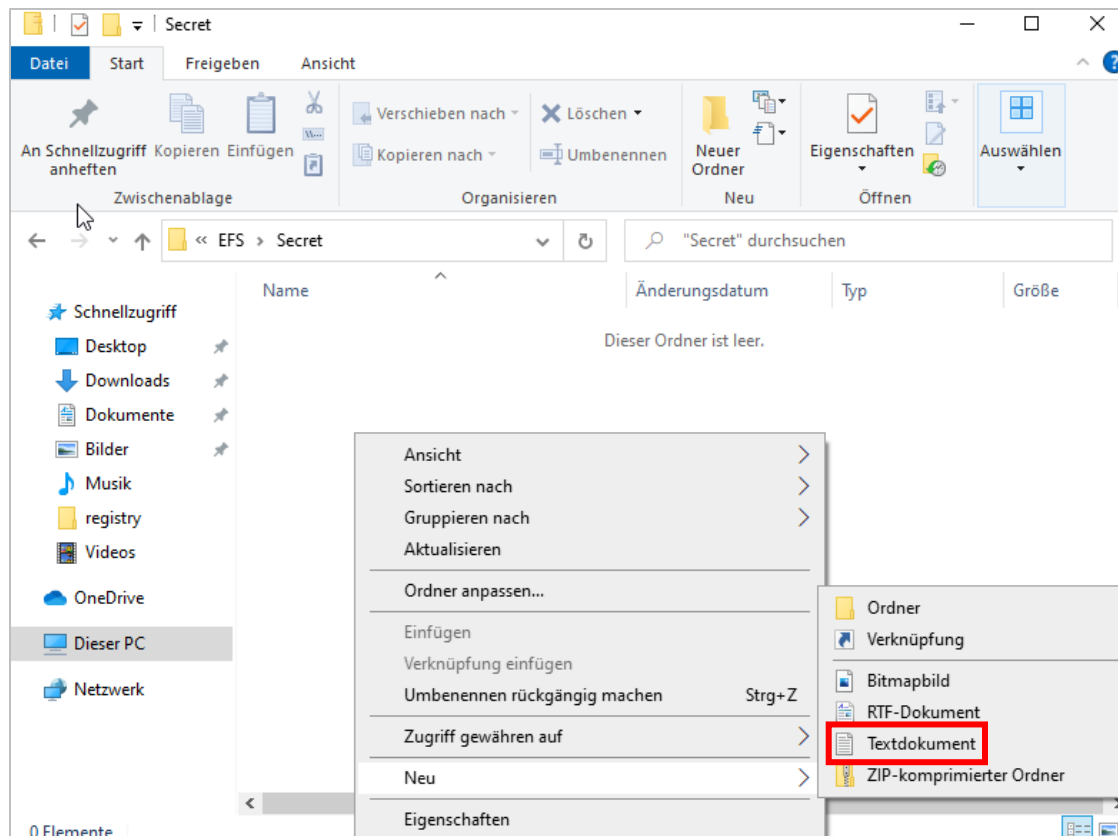 Secret
Datei Start Freigeben Ansicht
An Schnellzugriff anheften
Kopieren
Einfügen
Zwischenablage
Verschieben nach
Kopieren nach
Löschen
Umbenennen
Organisieren
Neuer
Ordner
Neu
Eigenschaften
Öffnen
Auswählen
« EFS > Secret
"Secret" durchsuchen
Name Änderungsdatum Typ Größe
Dieser Ordner ist leer.
Schnellzugriff
Desktop
Downloads
Dokumente
Bilder
Musik
registry
Videos
OneDrive
Dieser PC
Netzwerk
Ansicht
Sortieren nach
Gruppieren nach
Aktualisieren
Ordner anpassen...
Einfügen
Verknüpfung einfügen
Umbenennen rückgängig machen Strg+Z
Zugriff gewähren auf
Neu
Eigenschaften
Ordner
Verknüpfung
Bitmapbild
RTF-Dokument
Textdokument
ZIP-komprimierter Ordner
0 Elemente